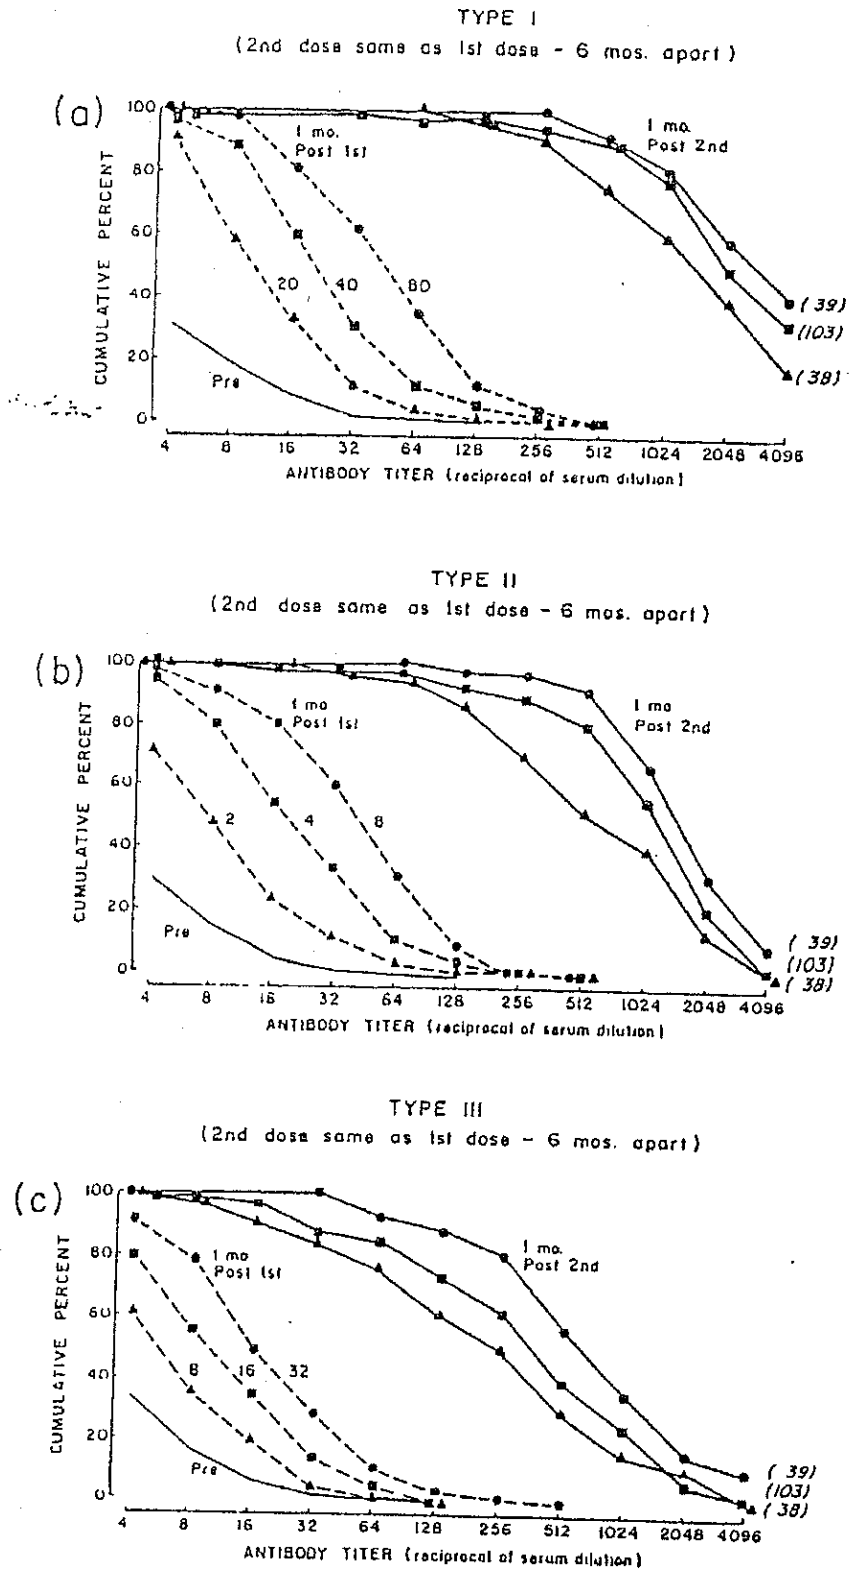 TYPE I
(2nd dose same as 1st dose - 6 mos. apart)
(a)
CUMULATIVE PERCENT
100
80
60
40
20
0
1 mo.
Post 1st
1 mo.
Post 2nd
20
40
80
Pre
(39)
(103)
(38)
4 8 16 32 64 128 256 512 1024 2048 4096
ANTIBODY TITER (reciprocal of serum dilution)
TYPE II
(2nd dose same as 1st dose - 6 mos. apart)
(b)
CUMULATIVE PERCENT
100
80
60
40
20
0
1 mo
Post 1st
1 mo
Post 2nd
2
4
8
Pre
(39)
(103)
(38)
4 8 16 32 64 128 256 512 1024 2048 4096
ANTIBODY TITER (reciprocal of serum dilution)
TYPE III
(2nd dose same as 1st dose - 6 mos. apart)
(c)
CUMULATIVE PERCENT
100
80
60
40
20
0
1 mo
Post 1st
1 mo.
Post 2nd
8
16
32
Pre
(39)
(103)
(38)
4 8 16 32 64 128 256 512 1024 2048 4096
ANTIBODY TITER (reciprocal of serum dilution)